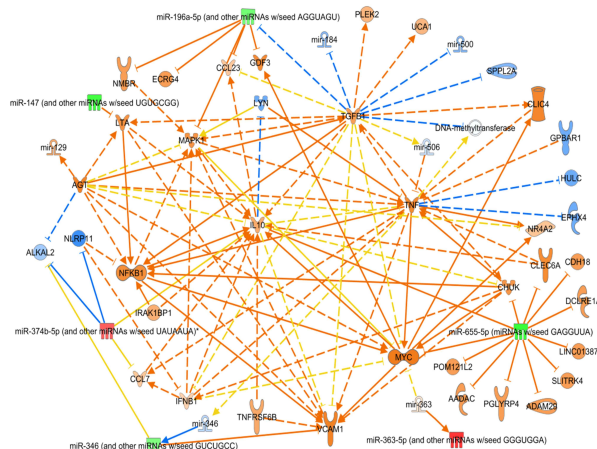 PLEK2
miR-196a-5p (and other miRNAs w/seed AGGUAGU)
UCA1
mir-184
mir-500
GDF3
CCL23
NMBR
ECRG4
SPPL2A
miR-147 (and other miRNAs w/seed UGUGCGG)
LYN
CLIC4
LTA
TGFB1
DNA-methyltransferase
GPBAR1
MAPK1
mir-129
mir-506
AGT
HULC
TNF
EPHX4
IL10
NR4A2
NLRP11
ALKAL2
CLEC6A
CDH18
NFKB1
CHUK
DCLRE1A
IRAK1BP1
miR-374b-5p (and other miRNAs w/seed UAUAAUA)*
miR-655-5p (miRNAs w/seed GAGGUUA)
LINC01387
MYC
POM121L2
CCL7
SLITRK4
AADAC
IFNB1
PGLYRP4
ADAM29
mir-363
TNFRSF6B
mir-346
VCAM1
miR-363-5p (and other miRNAs w/seed GGGUGGA)
miR-346 (and other miRNAs w/seed GUCUGCC)